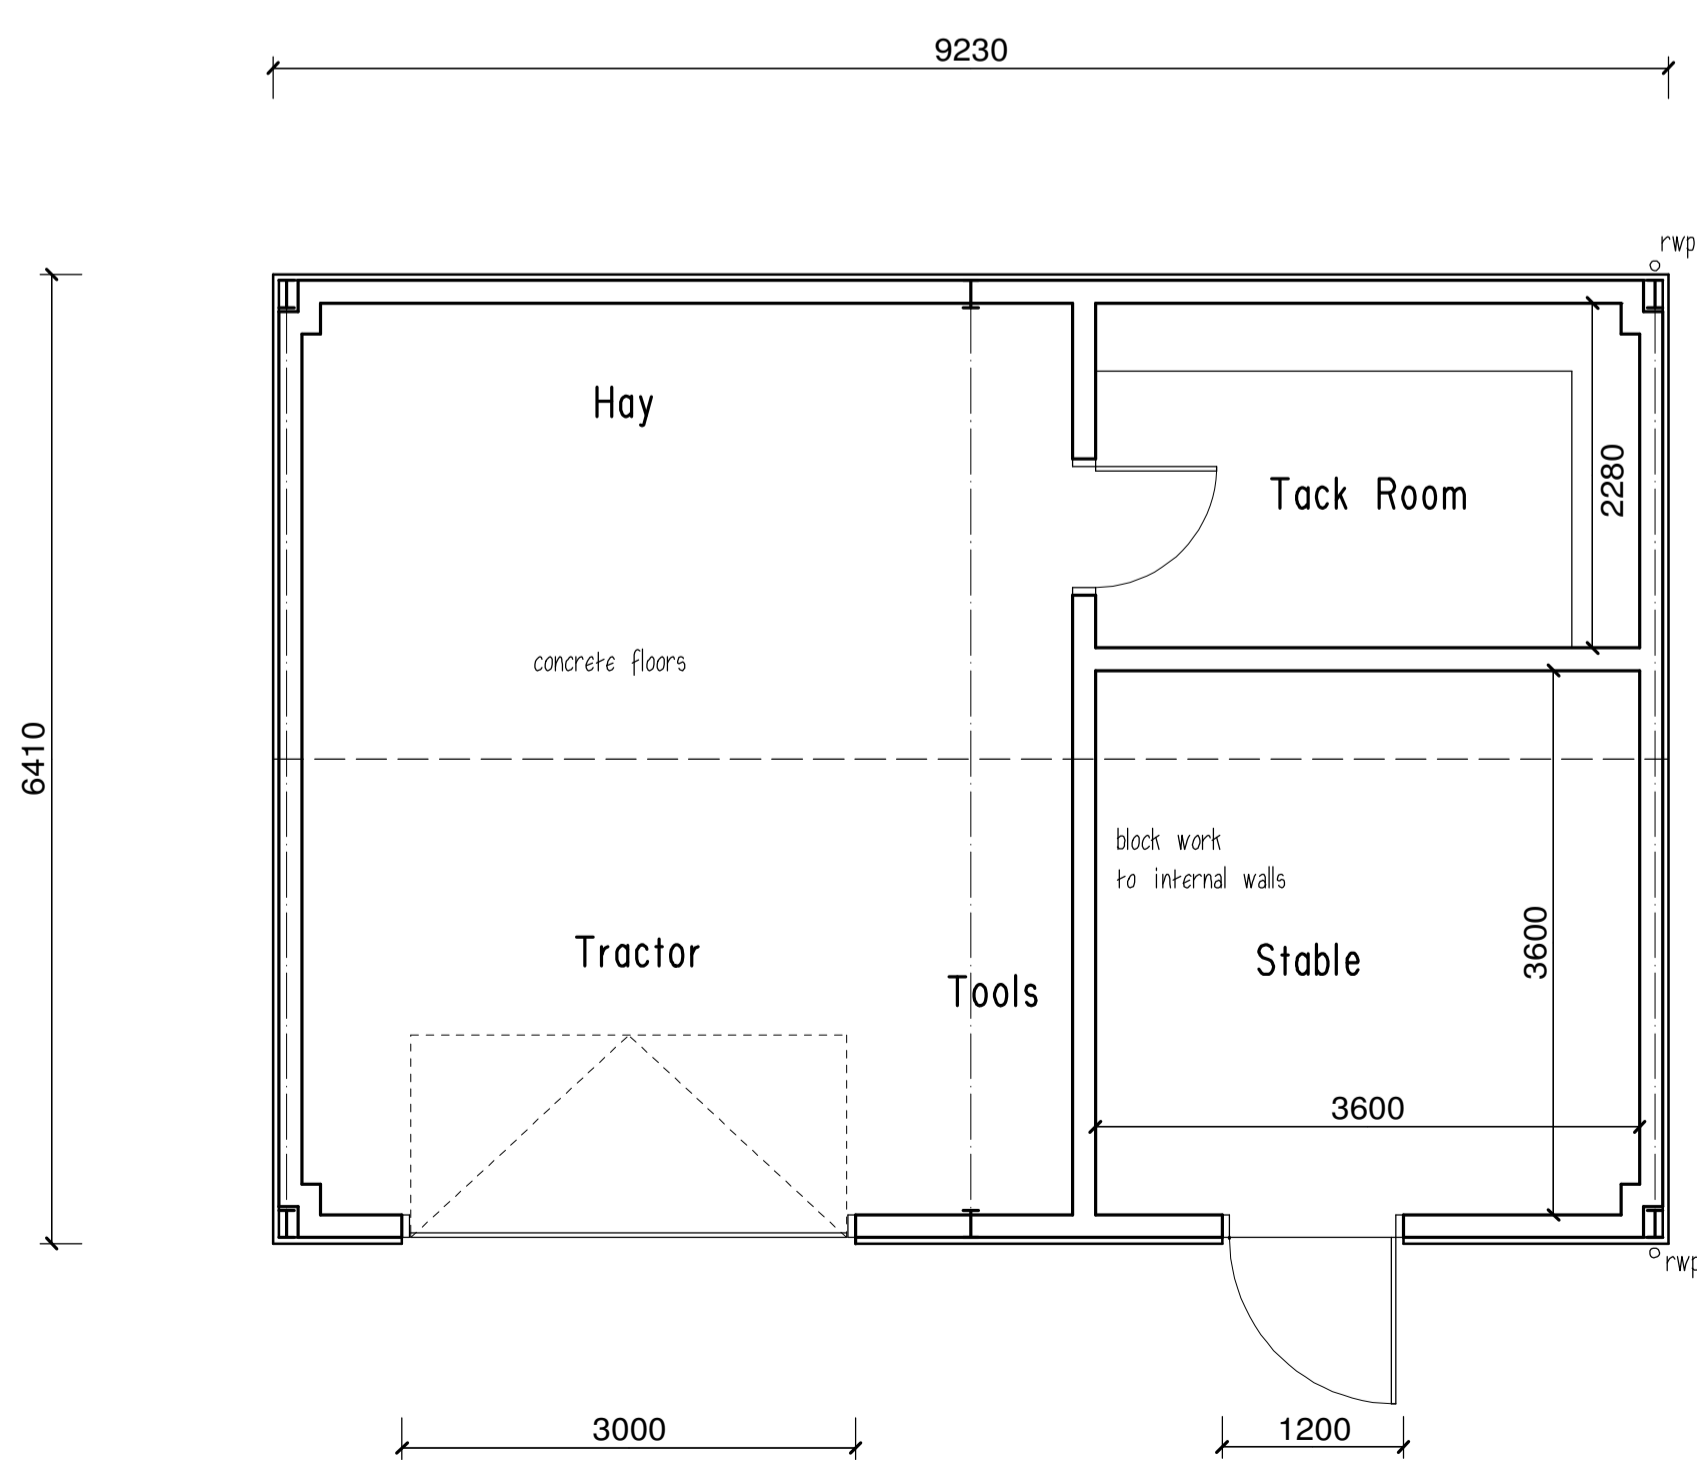 9230
rwp
Hay
2280
Tack Room
concrete floors
6410
block work
to internal walls
3600
Tractor
Stable
Tools
3600
rwp
3000
1200